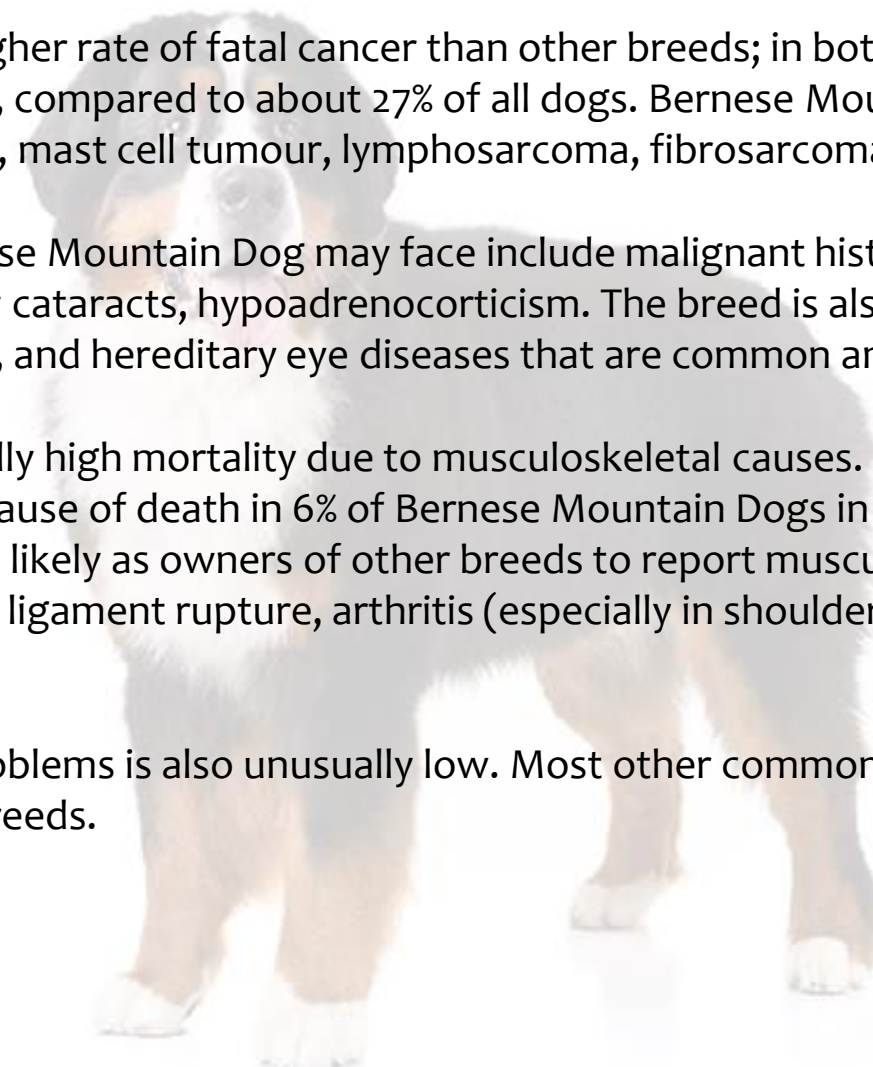 gher rate of fatal cancer than other breeds; in bot
, compared to about 27% of all dogs. Bernese Mou
, mast cell tumour, lymphosarcoma, fibrosarcoma
se Mountain Dog may face include malignant hist
cataracts, hypoadrenocorticism. The breed is als
, and hereditary eye diseases that are common ar
lly high mortality due to musculoskeletal causes.
ause of death in 6% of Bernese Mountain Dogs in
likely as owners of other breeds to report muscu
ligament rupture, arthritis (especially in shoulder
oblems is also unusually low. Most other common
reeds.